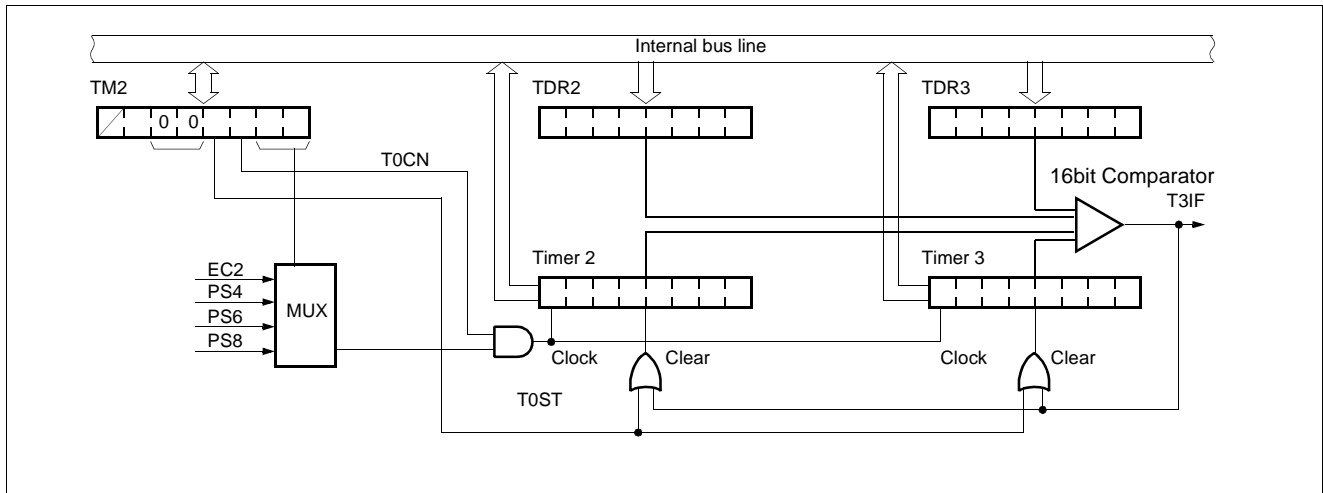 Internal bus line
TM2
TDR2
TDR3
0 0
T0CN
16bit Comparator
T3IF
Timer 2
Timer 3
EC2
PS4
PS6
PS8
MUX
Clock
Clear
Clock
Clear
T0ST